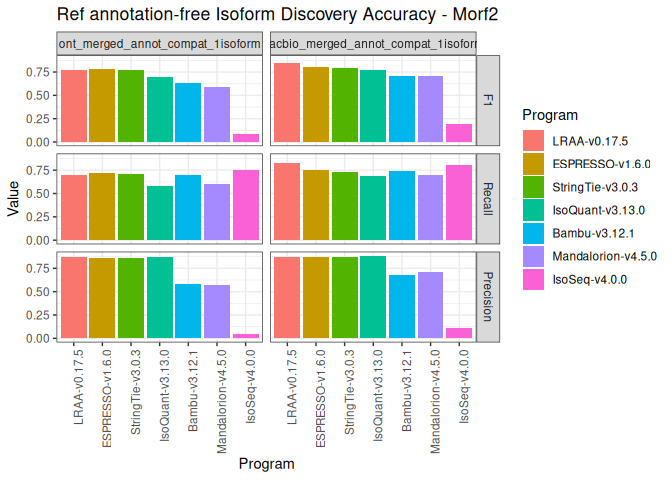 Ref annotation-free Isoform Discovery Accuracy - Morf2
ont_merged_annot_compat_1isoform
acbio_merged_annot_compat_1isoforn
F1
0.75
0.50
0.25
0.00
Recall
0.75
0.50
0.25
0.00
Precision
0.75
0.50
0.25
0.00
Value
LRAA-v0.17.5
ESPRESSO-v1.6.0
StringTie-v3.0.3
IsoQuant-v3.13.0
Bambu-v3.12.1
Mandalorion-v4.5.0
IsoSeq-v4.0.0
LRAA-v0.17.5
ESPRESSO-v1.6.0
StringTie-v3.0.3
IsoQuant-v3.13.0
Bambu-v3.12.1
Mandalorion-v4.5.0
IsoSeq-v4.0.0
Program
Program
LRAA-v0.17.5
ESPRESSO-v1.6.0
StringTie-v3.0.3
IsoQuant-v3.13.0
Bambu-v3.12.1
Mandalorion-v4.5.0
IsoSeq-v4.0.0